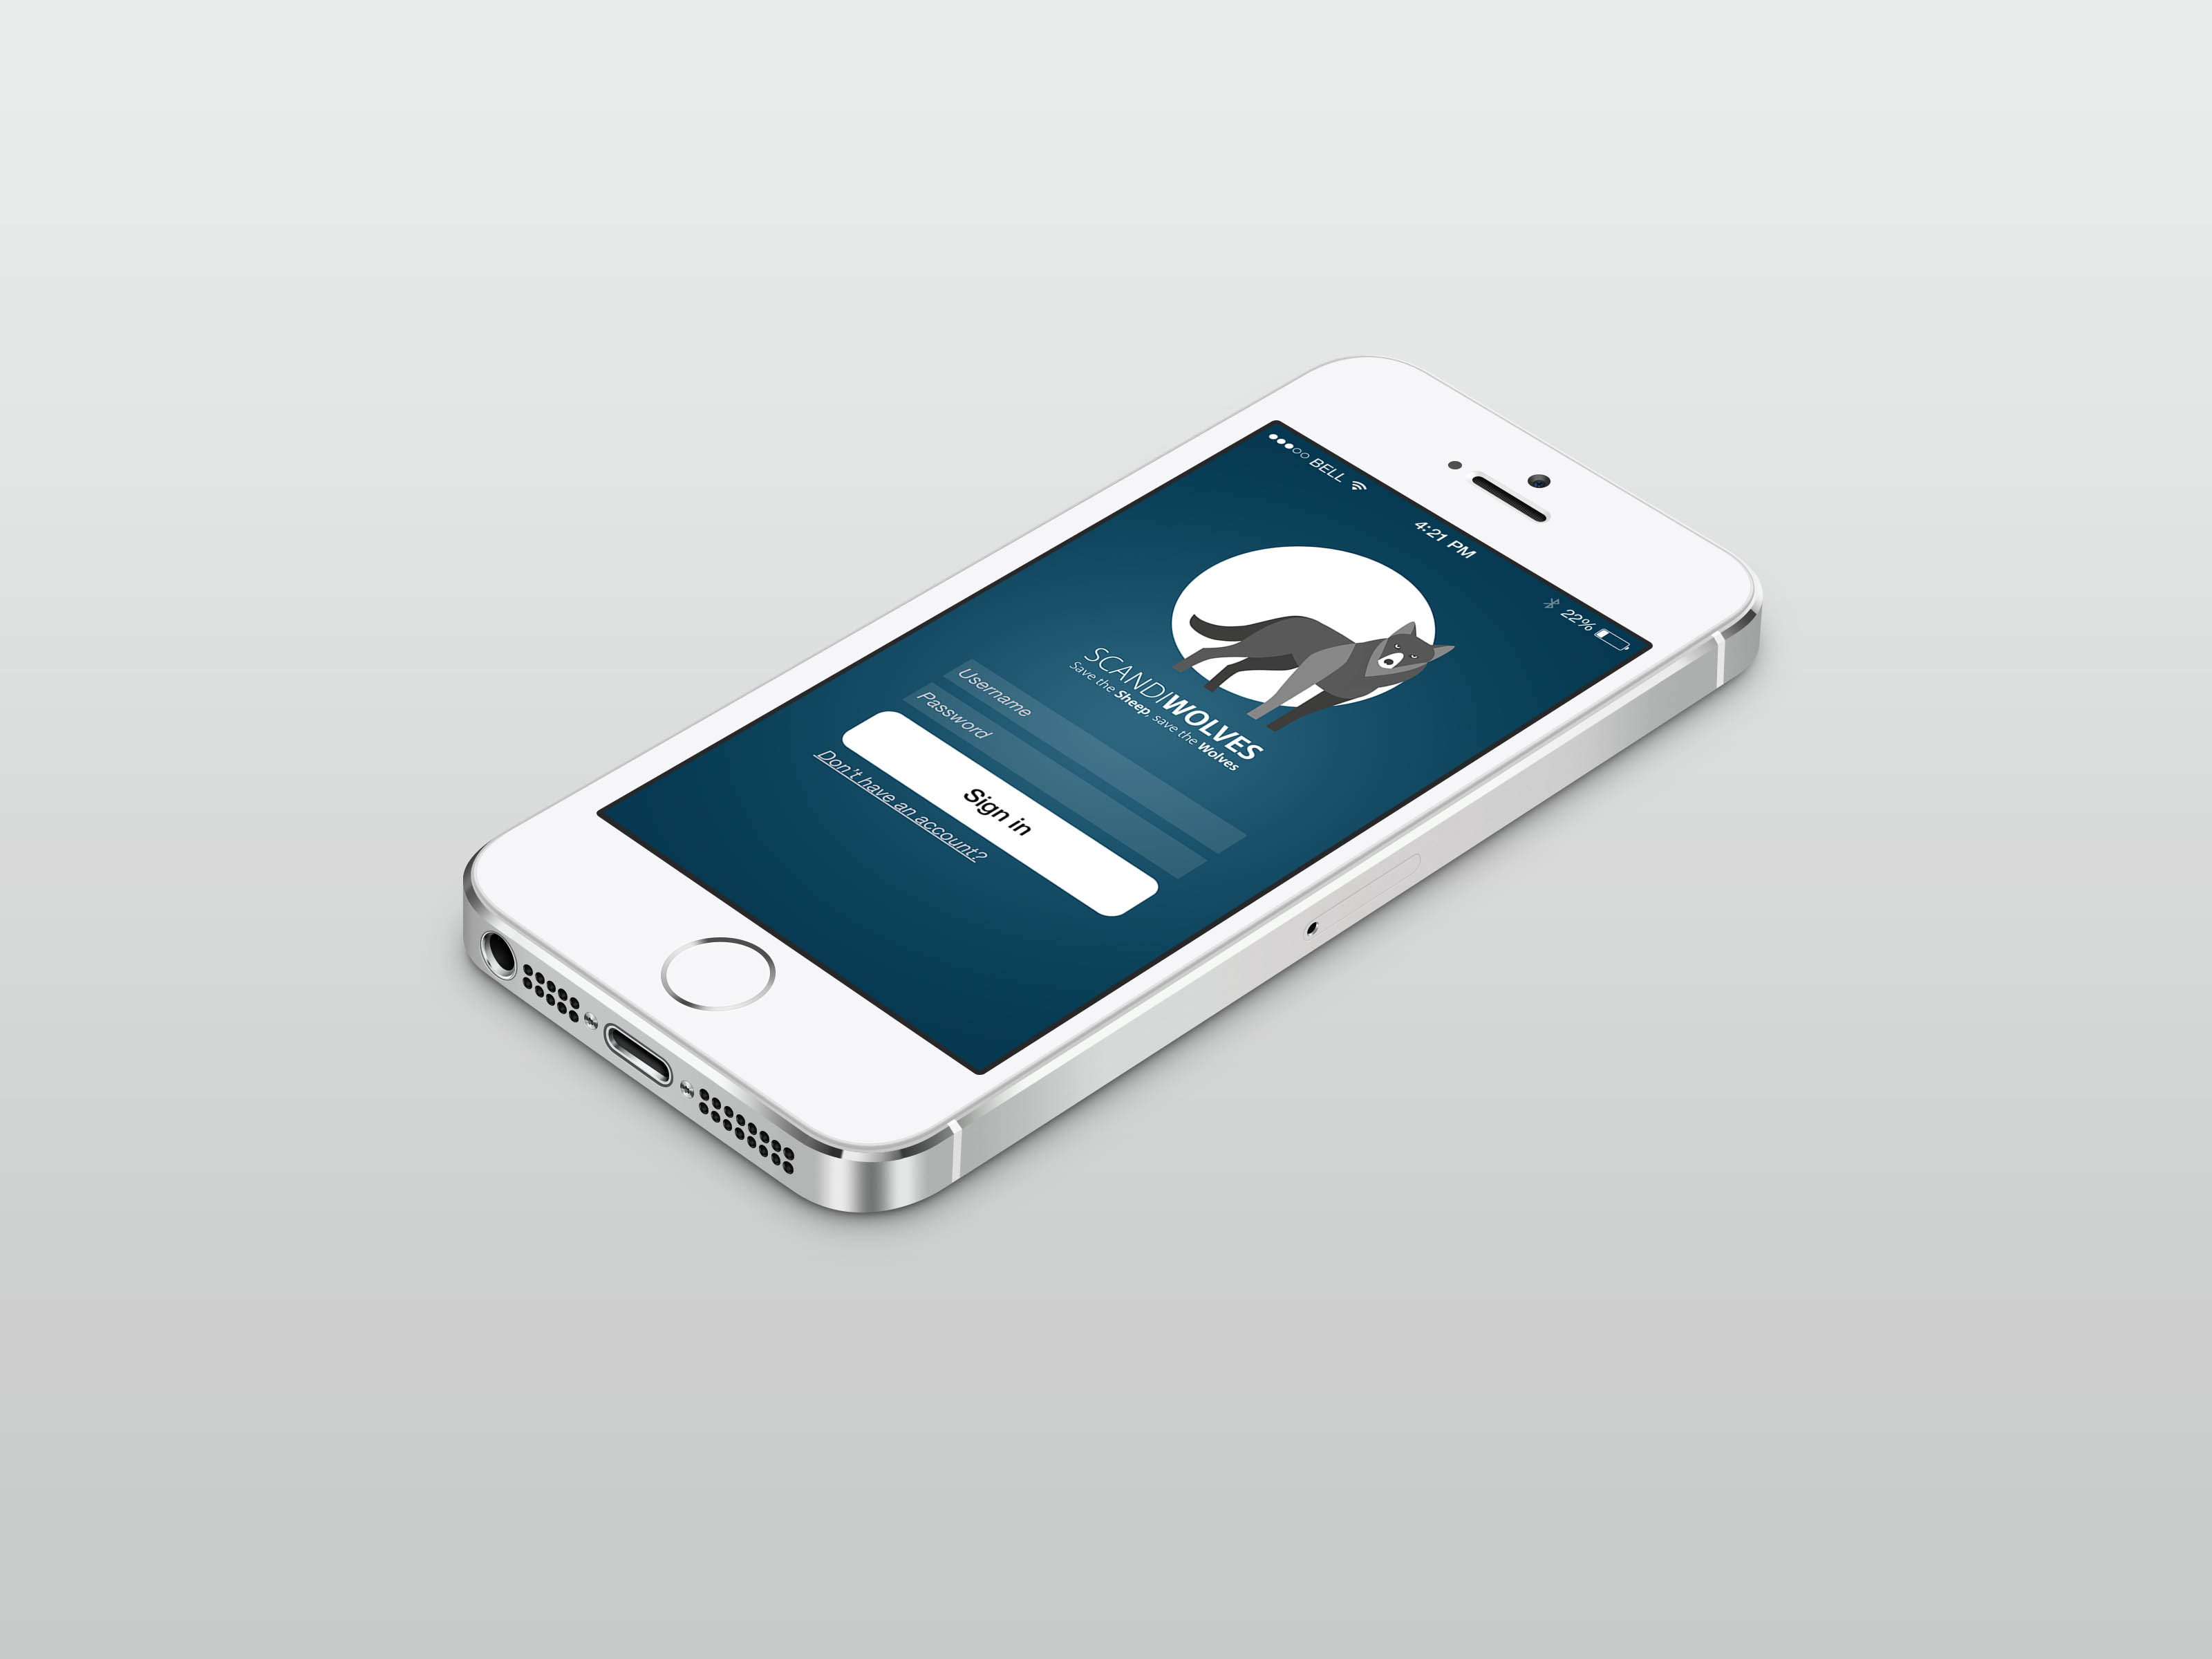 BELL
4:21 PM
22%
SCANDIWOLVES
Save the Sheep, save the Wolves
Username
Password
Sign in
Don't have an account?